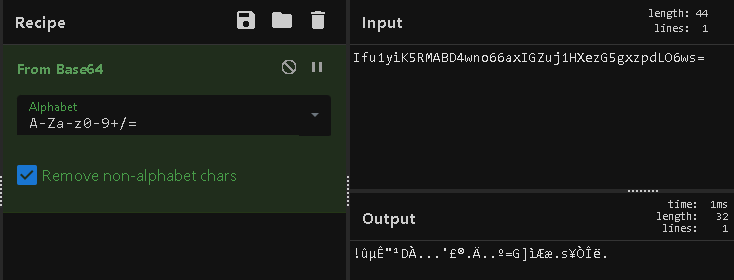 Recipe
From Base64
Alphabet
A-Za-z0-9+/=
Remove non-alphabet chars
Input
length: 44
lines: 1
Ifu1yiK5RMABD4wno66axIGZuj1HXezG5gxzpdLO6ws=
Output
time: 1ms
length: 32
lines: 1
!ûµÊ"¹DÀ...'£®.Ä..º=G]ìÆæ.s¥ÒÎë.